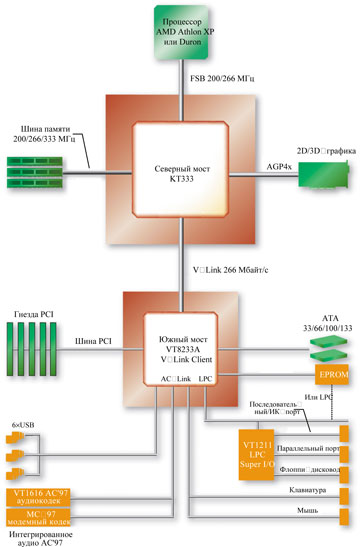 Процессор
AMD Athlon XP
или Duron
FSB 200/266 МГц
Шина памяти
200/266/333 МГц
Северный мост
KT333
2D/3D□графика
AGP4x
V□Link 266 Мбайт/с
Гнезда PCI
Шина PCI
Южный мост
VT8233A
V□Link Client
AC□Link LPC
ATA
33/66/100/133
EPROM
Или LPC
Последователь□
ный/ИК□порт
6×USB
VT1211
LPC
Super I/O
Параллельный порт
Флоппи□дисковод
Клавиатура
Мышь
VT1616 AC'97
аудиокодек
MC□97
модемный кодек
Интегрированное
аудио AC'97